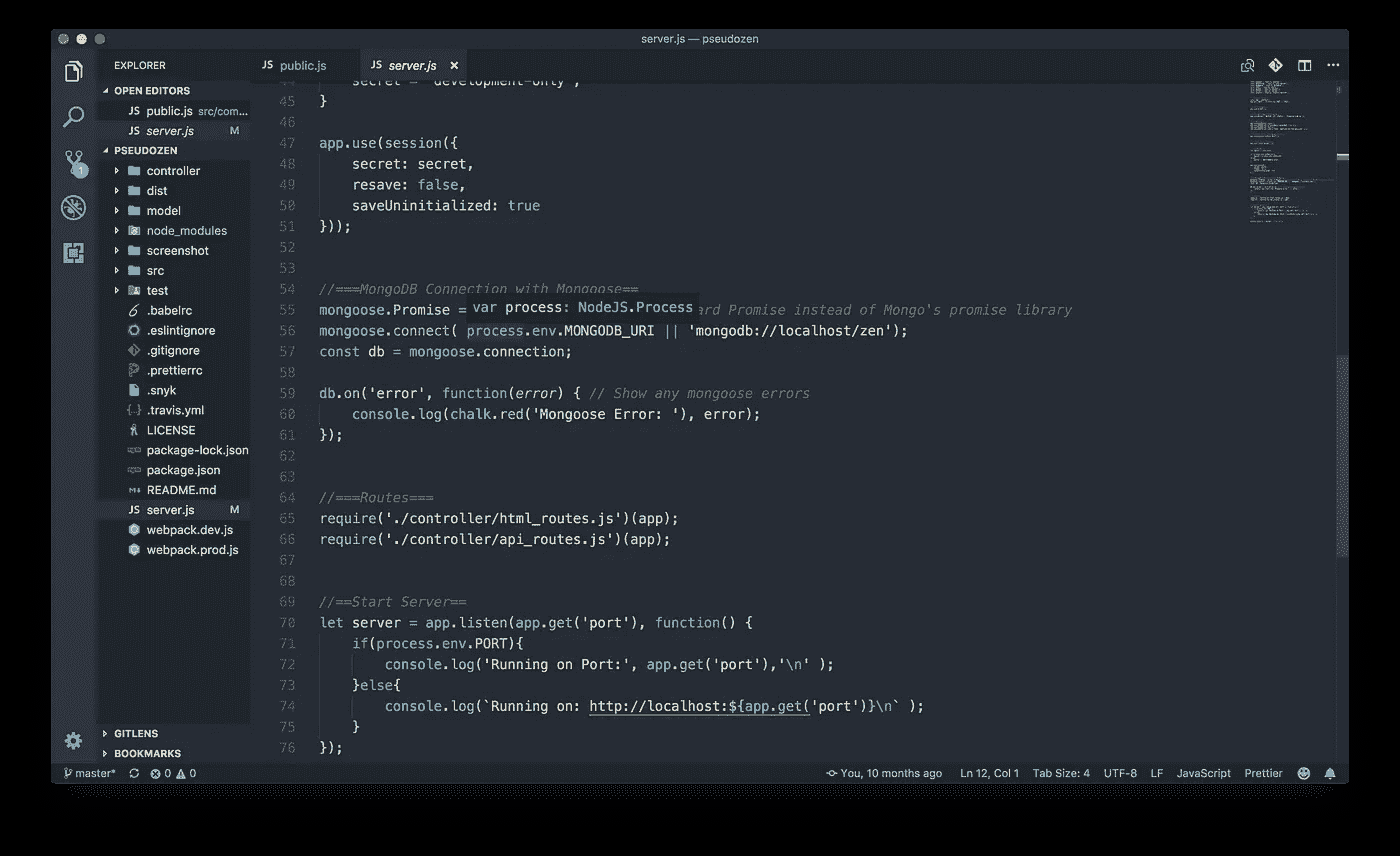 server.js — pseudozen
EXPLORER
OPEN EDITORS
JS public.js src/com...
JS server.js M
PSEUDOZEN
controller
dist
model
node_modules
screenshot
src
test
.babelrc
.eslintignore
.gitignore
.prettierrc
.snyk
{..} .travis.yml
LICENSE
package-lock.json
package.json
README.md
JS server.js M
webpack.dev.js
webpack.prod.js
GITLENS
BOOKMARKS
1
JS public.js
JS server.js ×
44 secret = 'development-only';
45 }
46
47 app.use(session({
48 secret: secret,
49 resave: false,
50 saveUninitialized: true
51 }));
52
53
54 //===MongoDB Connection with Mongoose==
55 mongoose.Promise = ard Promise instead of Mongo's promise library
var process: NodeJS.Process
56 mongoose.connect( process.env.MONGODB_URI || 'mongodb://localhost/zen');
57 const db = mongoose.connection;
58
59 db.on('error', function(error) { // Show any mongoose errors
60 console.log(chalk.red('Mongoose Error: '), error);
61 });
62
63
64 //===Routes===
65 require('./controller/html_routes.js')(app);
66 require('./controller/api_routes.js')(app);
67
68
69 //==Start Server==
70 let server = app.listen(app.get('port'), function() {
71 if(process.env.PORT){
72 console.log('Running on Port:', app.get('port'),'\n' );
73 }else{
74 console.log(`Running on: http://localhost:${app.get('port')}\n` );
75 }
76 });
master* 0 0 You, 10 months ago Ln 12, Col 1 Tab Size: 4 UTF-8 LF JavaScript Prettier